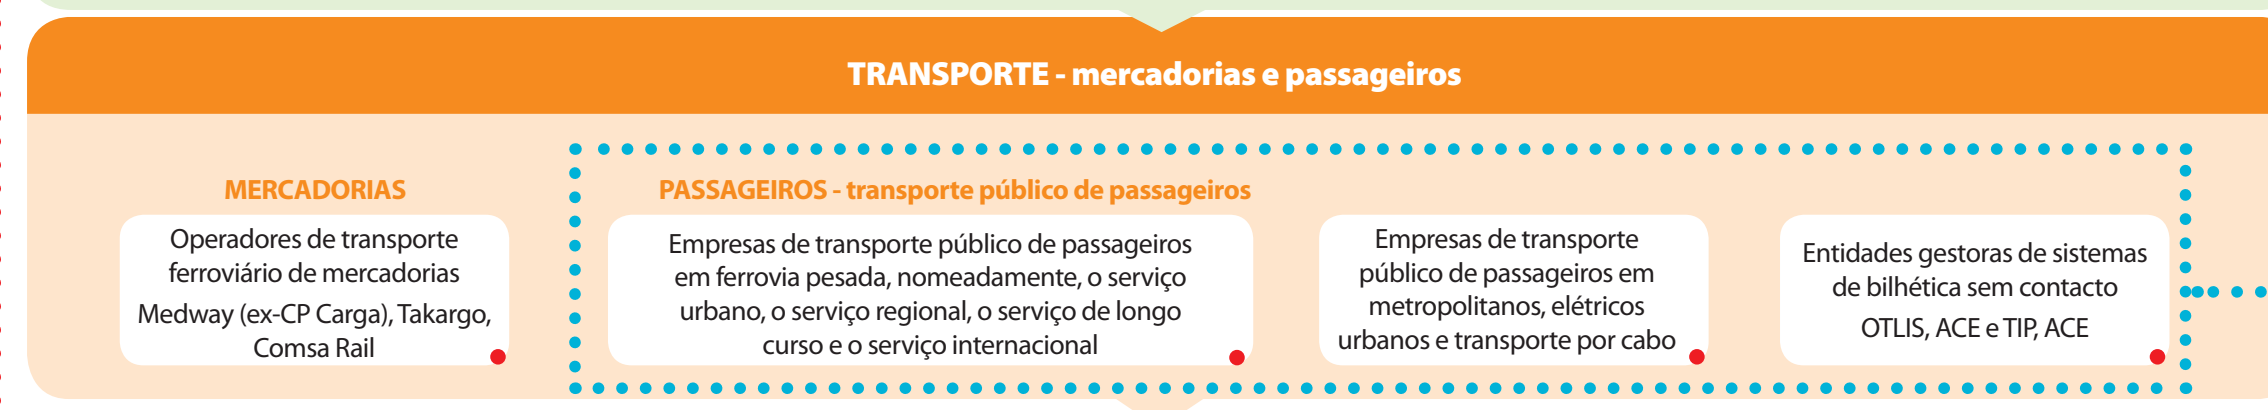 TRANSPORTE - mercadorias e passageiros
MERCADORIAS
Operadores de transporte
ferroviário de mercadorias
Medway (ex-CP Carga), Takargo,
Comsa Rail
PASSAGEIROS - transporte público de passageiros
Empresas de transporte público de passageiros
em ferrovia pesada, nomeadamente, o serviço
urbano, o serviço regional, o serviço de longo
curso e o serviço internacional
Empresas de transporte
público de passageiros em
metropolitanos, elétricos
urbanos e transporte por cabo
Entidades gestoras de sistemas
de bilhética sem contacto
OTLIS, ACE e TIP, ACE